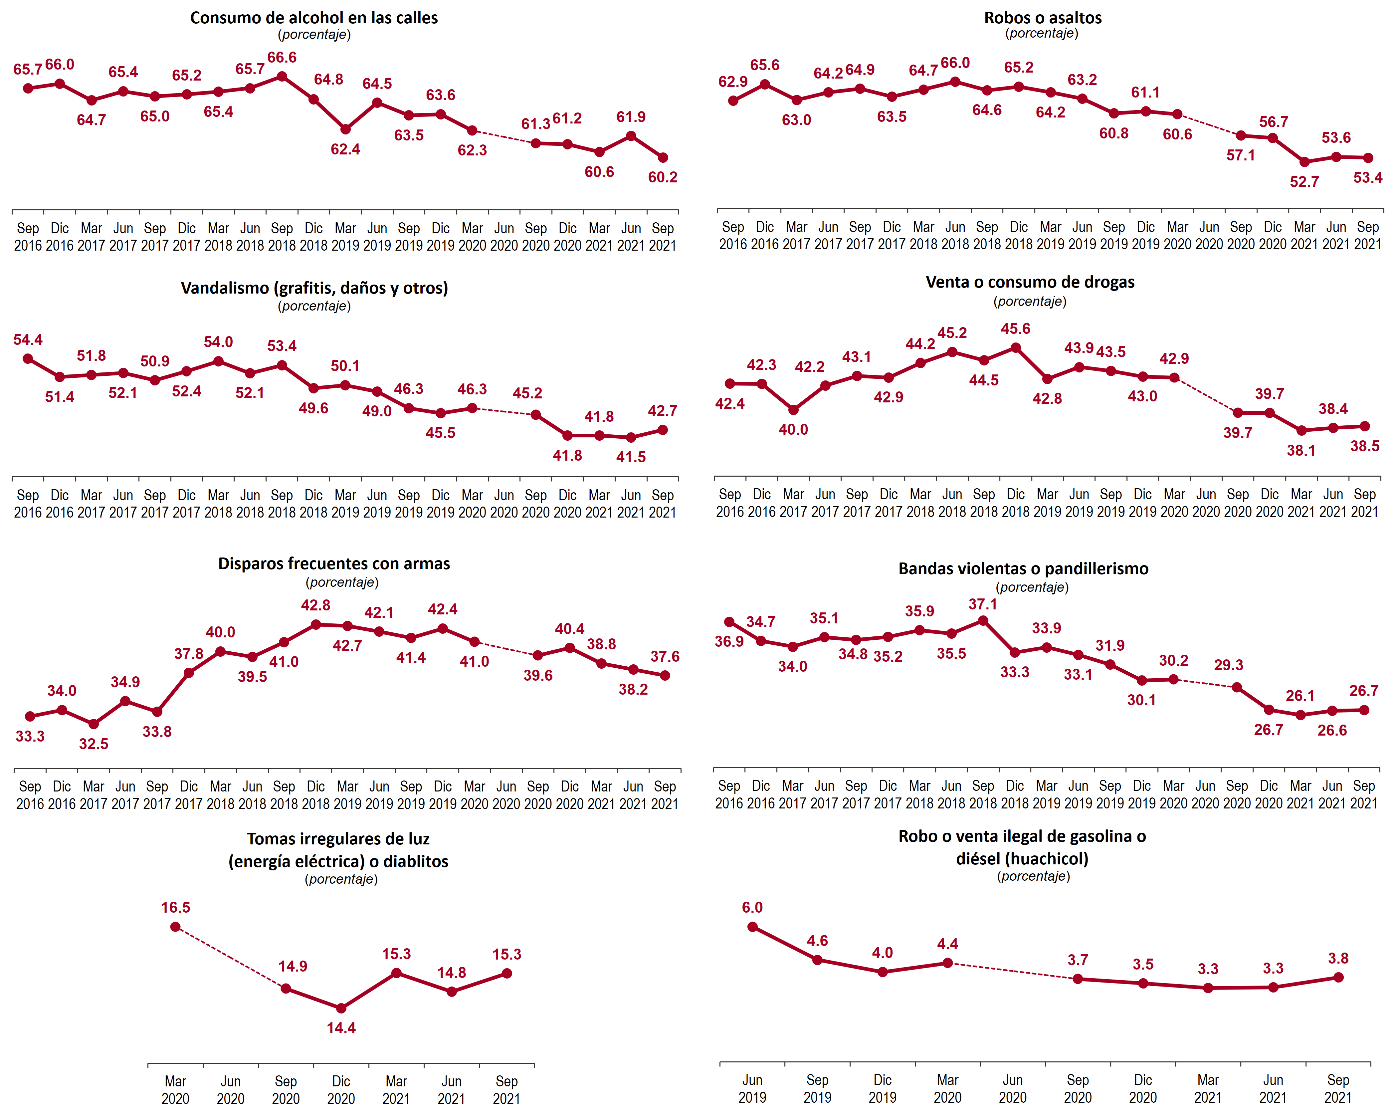 Consumo de alcohol en las calles
(porcentaje)
65.7 66.0 64.7 65.4 65.0 65.2 65.4 65.7 66.6 64.8 62.4 64.5 63.5 63.6 62.3 61.3 61.2 60.6 61.9 60.2
Sep Dic Mar Jun Sep Dic Mar Jun Sep Dic Mar Jun Sep Dic Mar Jun Sep Dic Mar Jun Sep
2016 2016 2017 2017 2017 2017 2018 2018 2018 2018 2019 2019 2019 2019 2020 2020 2020 2020 2021 2021 2021
Robos o asaltos
(porcentaje)
62.9 65.6 63.0 64.2 64.9 63.5 64.7 66.0 64.6 65.2 64.2 63.2 60.8 61.1 60.6 57.1 56.7 52.7 53.6 53.4
Sep Dic Mar Jun Sep Dic Mar Jun Sep Dic Mar Jun Sep Dic Mar Jun Sep Dic Mar Jun Sep
2016 2016 2017 2017 2017 2017 2018 2018 2018 2018 2019 2019 2019 2019 2020 2020 2020 2020 2021 2021 2021
Vandalismo (grafitis, daños y otros)
(porcentaje)
54.4 51.4 51.8 52.1 50.9 52.4 54.0 52.1 53.4 49.6 50.1 49.0 46.3 45.5 46.3 45.2 41.8 41.8 41.5 42.7
Sep Dic Mar Jun Sep Dic Mar Jun Sep Dic Mar Jun Sep Dic Mar Jun Sep Dic Mar Jun Sep
2016 2016 2017 2017 2017 2017 2018 2018 2018 2018 2019 2019 2019 2019 2020 2020 2020 2020 2021 2021 2021
Venta o consumo de drogas
(porcentaje)
42.4 42.3 40.0 42.2 43.1 42.9 44.2 45.2 44.5 45.6 42.8 43.9 43.5 43.0 42.9 39.7 39.7 38.1 38.4 38.5
Sep Dic Mar Jun Sep Dic Mar Jun Sep Dic Mar Jun Sep Dic Mar Jun Sep Dic Mar Jun Sep
2016 2016 2017 2017 2017 2017 2018 2018 2018 2018 2019 2019 2019 2019 2020 2020 2020 2020 2021 2021 2021
Disparos frecuentes con armas
(porcentaje)
33.3 34.0 32.5 34.9 33.8 37.8 40.0 39.5 41.0 42.8 42.7 42.1 41.4 42.4 41.0 39.6 40.4 38.8 38.2 37.6
Sep Dic Mar Jun Sep Dic Mar Jun Sep Dic Mar Jun Sep Dic Mar Jun Sep Dic Mar Jun Sep
2016 2016 2017 2017 2017 2017 2018 2018 2018 2018 2019 2019 2019 2019 2020 2020 2020 2020 2021 2021 2021
Bandas violentas o pandillerismo
(porcentaje)
36.9 34.7 34.0 35.1 34.8 35.2 35.9 35.5 37.1 33.3 33.9 33.1 31.9 30.1 30.2 29.3 26.7 26.1 26.6 26.7
Sep Dic Mar Jun Sep Dic Mar Jun Sep Dic Mar Jun Sep Dic Mar Jun Sep Dic Mar Jun Sep
2016 2016 2017 2017 2017 2017 2018 2018 2018 2018 2019 2019 2019 2019 2020 2020 2020 2020 2021 2021 2021
Tomas irregulares de luz
(energía eléctrica) o diablitos
(porcentaje)
16.5 14.9 14.4 15.3 14.8 15.3
Mar Jun Sep Dic Mar Jun Sep
2020 2020 2020 2020 2021 2021 2021
Robo o venta ilegal de gasolina o
diésel (huachicol)
(porcentaje)
6.0 4.6 4.0 4.4 3.7 3.5 3.3 3.3 3.8
Jun Sep Dic Mar Jun Sep Dic Mar Jun Sep
2019 2019 2019 2020 2020 2020 2020 2021 2021 2021